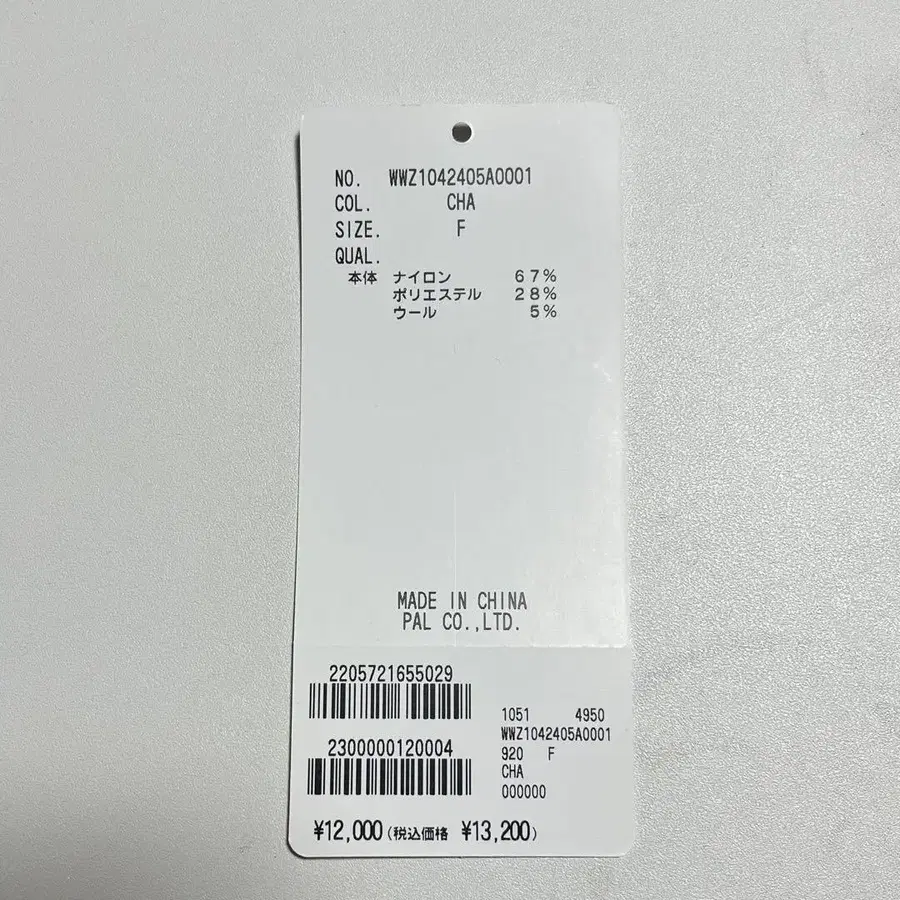 NO. WWZ1042405A0001
COL. CHA
SIZE. F
QUAL.
本体 ナイロン 67%
ポリエステル 28%
ウール 5%
MADE IN CHINA
PAL CO.,LTD.
2205721655029
2300000120004
1051 4950
WWZ1042405A0001
920 F
CHA
000000
¥12,000(税込価格 ¥13,200)